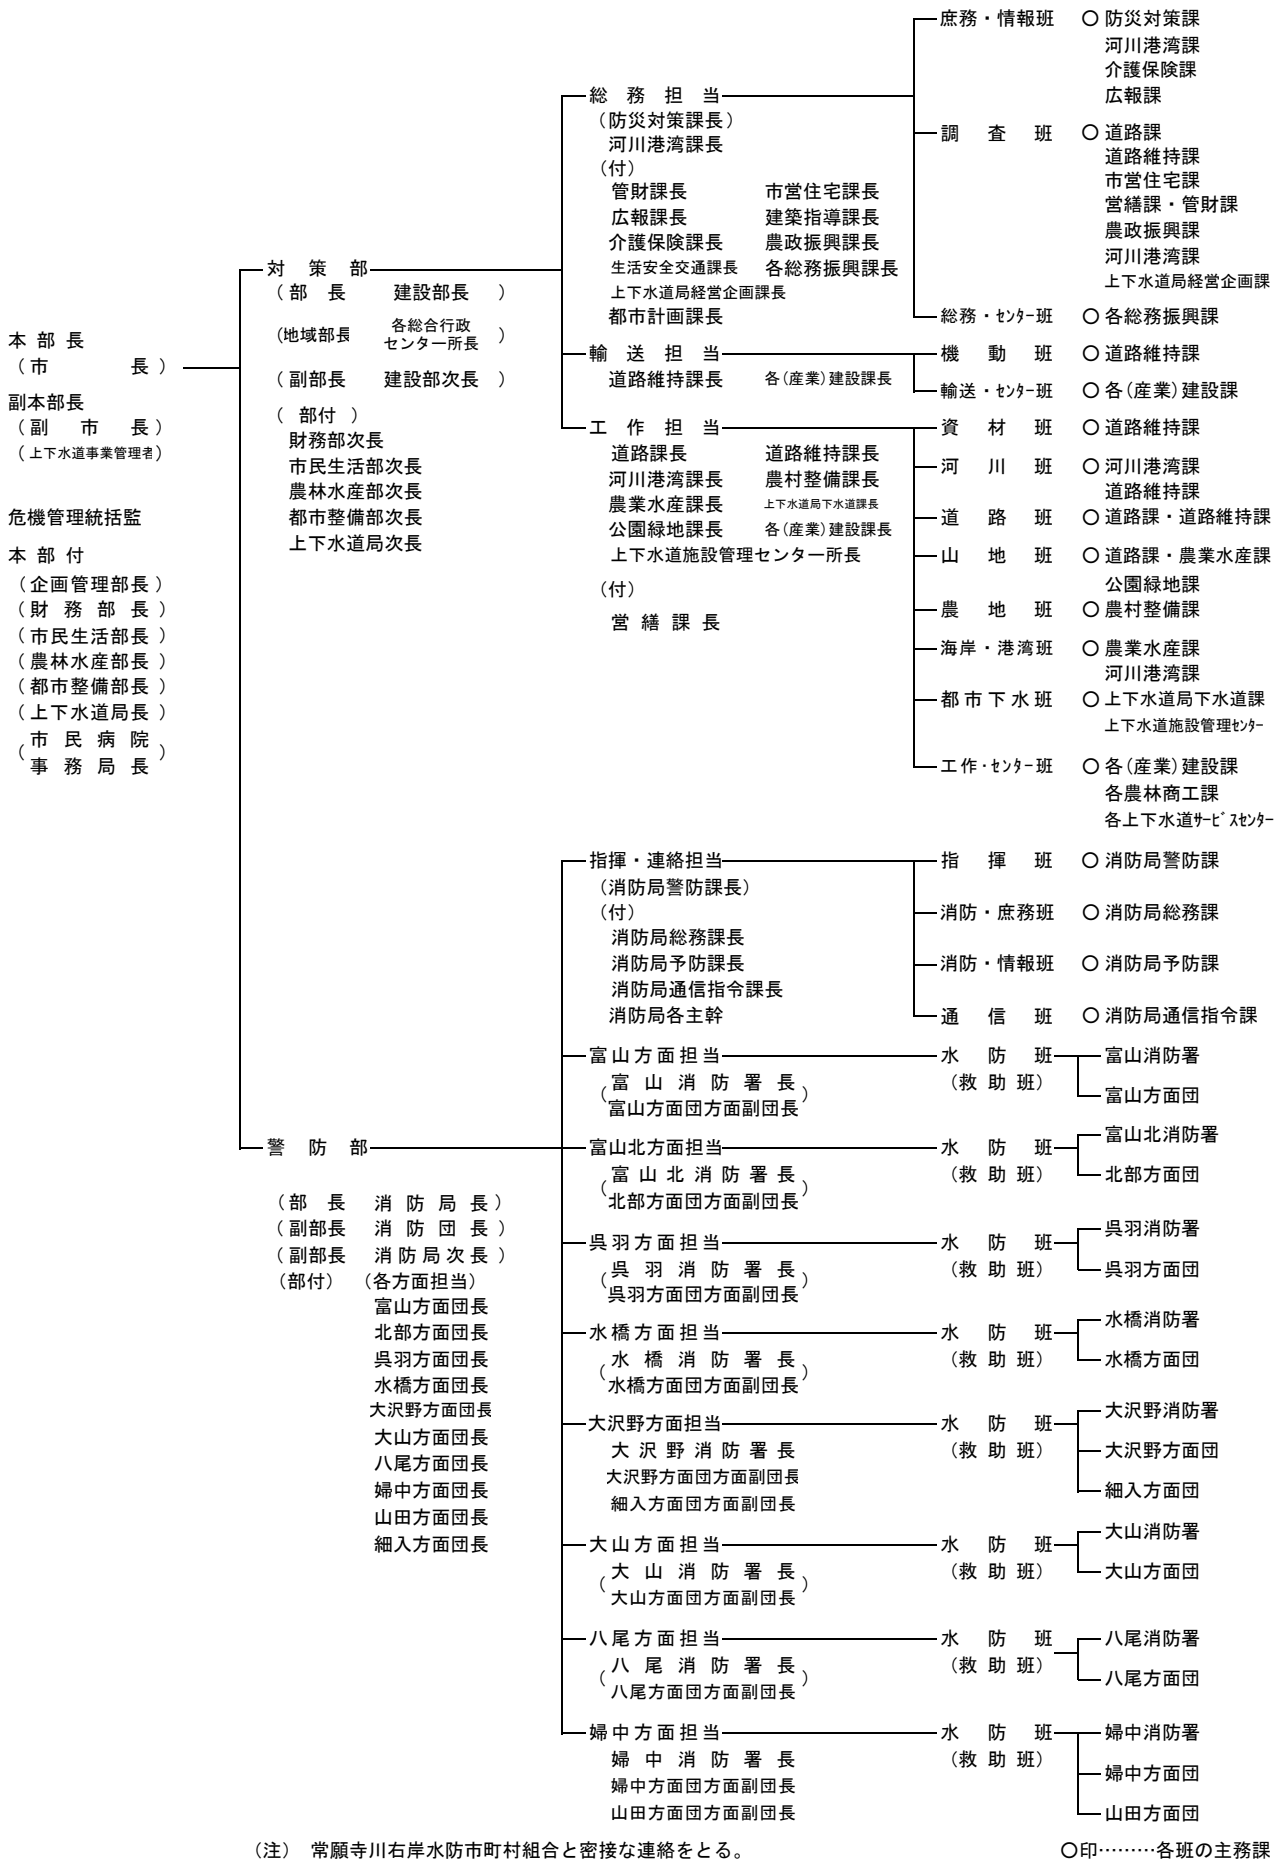 本部長
（市　　　　長）
副本部長
（副　市　長）
（上下水道事業管理者）
危機管理統括監
本部付
（企画管理部長）
（財務部長）
（市民生活部長）
（農林水産部長）
（都市整備部長）
（上下水道局長）
（市民病院
事務局長）
対策部
（部　長　　建設部長　）
（地域部長　各総合行政
センター所長　）
（副部長　建設部次長　）
（　部付　）
財務部次長
市民生活部次長
農林水産部次長
都市整備部次長
上下水道局次長
総務担当
（防災対策課長）
河川港湾課長
（付）
管財課長　市営住宅課長
広報課長　建築指導課長
介護保険課長　農政振興課長
生活安全交通課長　各総務振興課長
上下水道局経営企画課長
都市計画課長
庶務・情報班　〇防災対策課
河川港湾課
介護保険課
広報課
調査班　〇道路課
道路維持課
市営住宅課
営繕課・管財課
農政振興課
河川港湾課
上下水道局経営企画課
総務・ｾﾝﾀｰ班　〇各総務振興課
輸送担当
道路維持課長　各（産業）建設課長
機動班　〇道路維持課
輸送・ｾﾝﾀｰ班　〇各（産業）建設課
工作担当
道路課長　道路維持課長
河川港湾課長　農村整備課長
農業水産課長　上下水道局下水道課長
公園緑地課長　各（産業）建設課長
上下水道施設管理センター所長
（付）
営繕課長
資材班　〇道路維持課
河川班　〇河川港湾課
道路維持課
道路班　〇道路課・道路維持課
山地班　〇道路課・農業水産課
公園緑地課
農地班　〇農村整備課
海岸・港湾班　〇農業水産課
河川港湾課
都市下水班　〇上下水道局下水道課
上下水道施設管理ｾﾝﾀｰ
工作・ｾﾝﾀｰ班　〇各（産業）建設課
各農林商工課
各上下水道ｻｰﾋﾞｽｾﾝﾀｰ
警防部
（部　長　消防局長）
（副部長　消防団長）
（副部長　消防局次長）
（部付）　（各方面担当）
富山方面団長
北部方面団長
呉羽方面団長
水橋方面団長
大沢野方面団長
大山方面団長
八尾方面団長
婦中方面団長
山田方面団長
細入方面団長
指揮・連絡担当
（消防局警防課長）
（付）
消防局総務課長
消防局予防課長
消防局通信指令課長
消防局各主幹
指揮班　〇消防局警防課
消防・庶務班　〇消防局総務課
消防・情報班　〇消防局予防課
通信班　〇消防局通信指令課
富山方面担当
（富山消防署長
富山方面団方面副団長）
水防班
（救助班）
富山消防署
富山方面団
富山北方面担当
（富山北消防署長
北部方面団方面副団長）
水防班
（救助班）
富山北消防署
北部方面団
呉羽方面担当
（呉羽消防署長
呉羽方面団方面副団長）
水防班
（救助班）
呉羽消防署
呉羽方面団
水橋方面担当
（水橋消防署長
水橋方面団方面副団長）
水防班
（救助班）
水橋消防署
水橋方面団
大沢野方面担当
大沢野消防署長
大沢野方面団方面副団長
細入方面団方面副団長
水防班
（救助班）
大沢野消防署
大沢野方面団
細入方面団
大山方面担当
（大山消防署長
大山方面団方面副団長）
水防班
（救助班）
大山消防署
大山方面団
八尾方面担当
（八尾消防署長
八尾方面団方面副団長）
水防班
（救助班）
八尾消防署
八尾方面団
婦中方面担当
婦中消防署長
婦中方面団方面副団長
山田方面団方面副団長
水防班
（救助班）
婦中消防署
婦中方面団
山田方面団
（注）　常願寺川右岸水防市町村組合と密接な連絡をとる。
〇印………各班の主務課